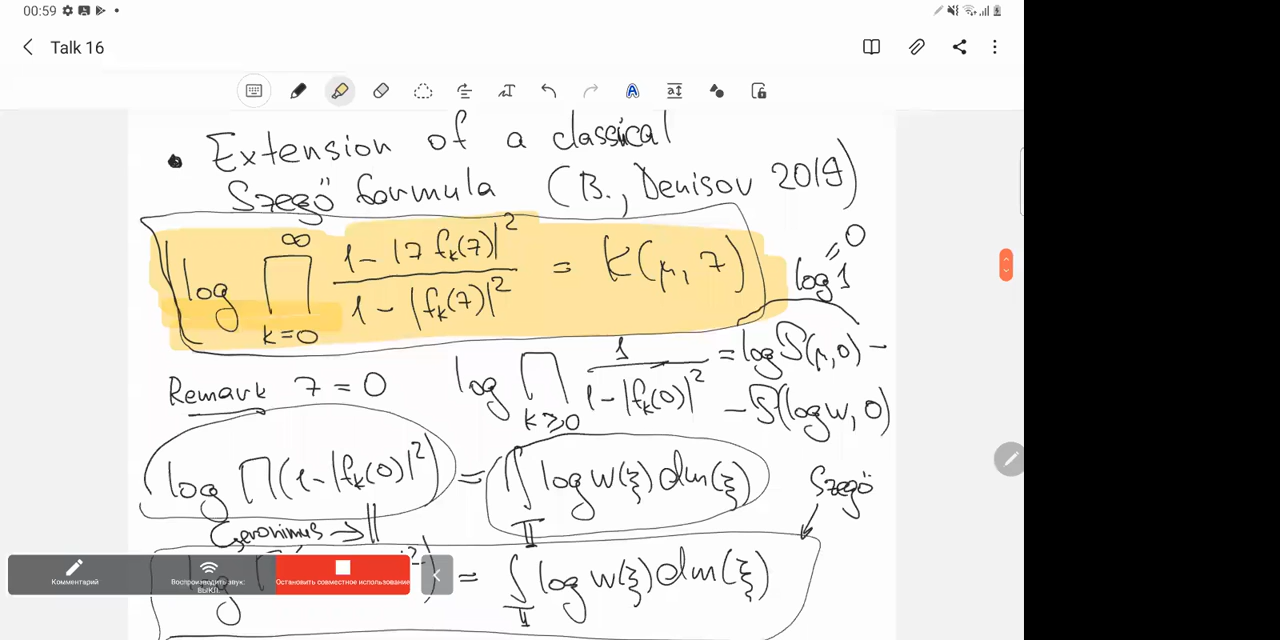 00:59
Talk 16
• Extension of a classical
Szegő formula (B., Denisov 2019)
log ∏_{k=0}^{∞} (1 - |z f_k(z)|^2) / (1 - |f_k(z)|^2) = K(μ, z)
log 1 = 0
Remark z = 0 log ∏_{k≥0} 1 / (1 - |f_k(0)|^2) = log P(μ, 0) -
- P(log w, 0)
log ∏(1 - |f_k(0)|^2) = ∫_𝕋 log w(ξ) dm(ξ)
Szegő
Geronimus → ||
= ∫_𝕋 log w(ξ) dm(ξ)
Комментарий
Воспроизводить звук: ВЫКЛ.
Остановить совместное использование